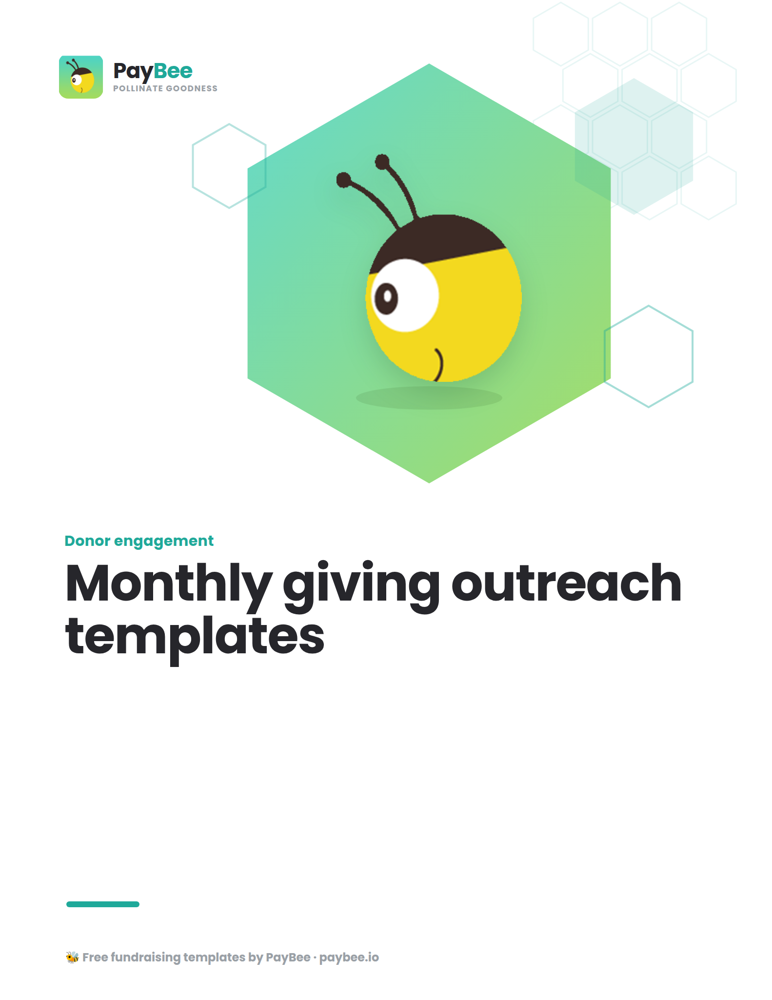 PayBee
POLLINATE GOODNESS
Donor engagement
Monthly giving outreach
templates
🐝 Free fundraising templates by PayBee · paybee.io